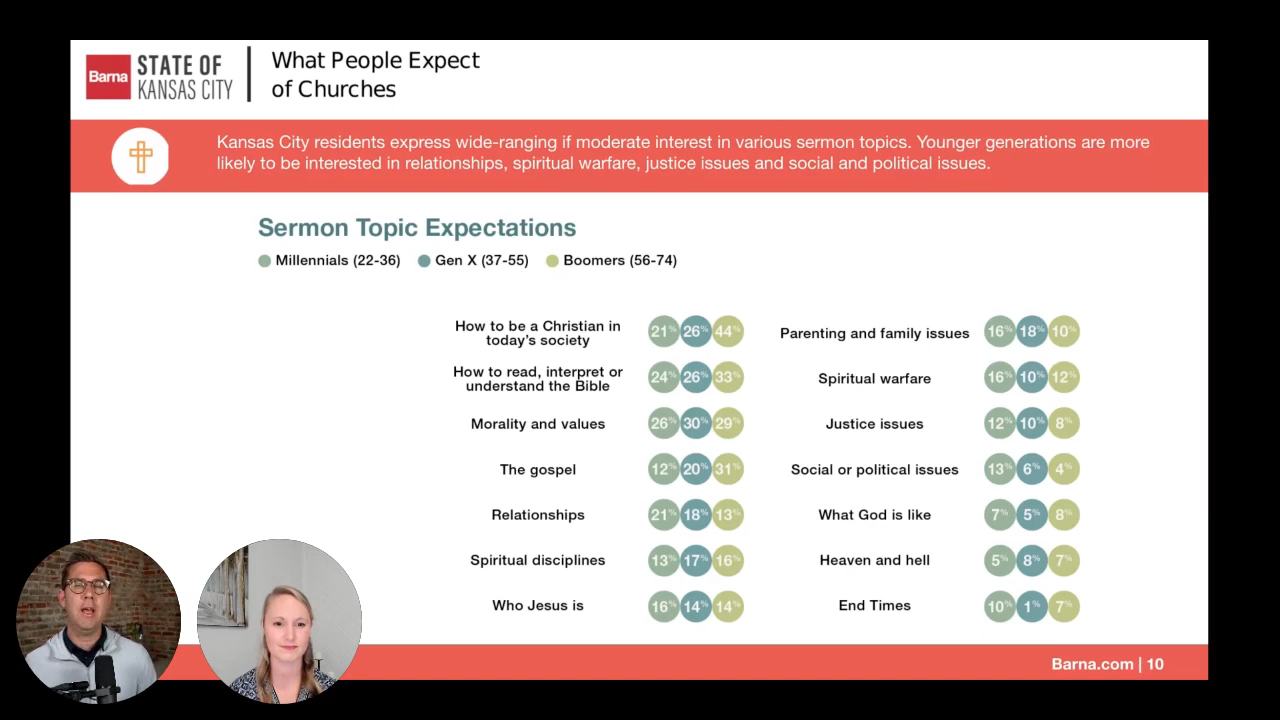 Barna
STATE OF
KANSAS CITY
What People Expect
of Churches
Kansas City residents express wide-ranging if moderate interest in various sermon topics. Younger generations are more
likely to be interested in relationships, spiritual warfare, justice issues and social and political issues.
Sermon Topic Expectations
Millennials (22-36) Gen X (37-55) Boomers (56-74)
How to be a Christian in
today's society
21% 26% 44%
How to read, interpret or
understand the Bible
24% 26% 33%
Morality and values 26% 30% 29%
The gospel 12% 20% 31%
Relationships 21% 18% 13%
Spiritual disciplines 13% 17% 16%
Who Jesus is 16% 14% 14%
Parenting and family issues 16% 18% 10%
Spiritual warfare 16% 10% 12%
Justice issues 12% 10% 8%
Social or political issues 13% 6% 4%
What God is like 7% 5% 8%
Heaven and hell 5% 8% 7%
End Times 10% 1% 7%
Barna.com | 10